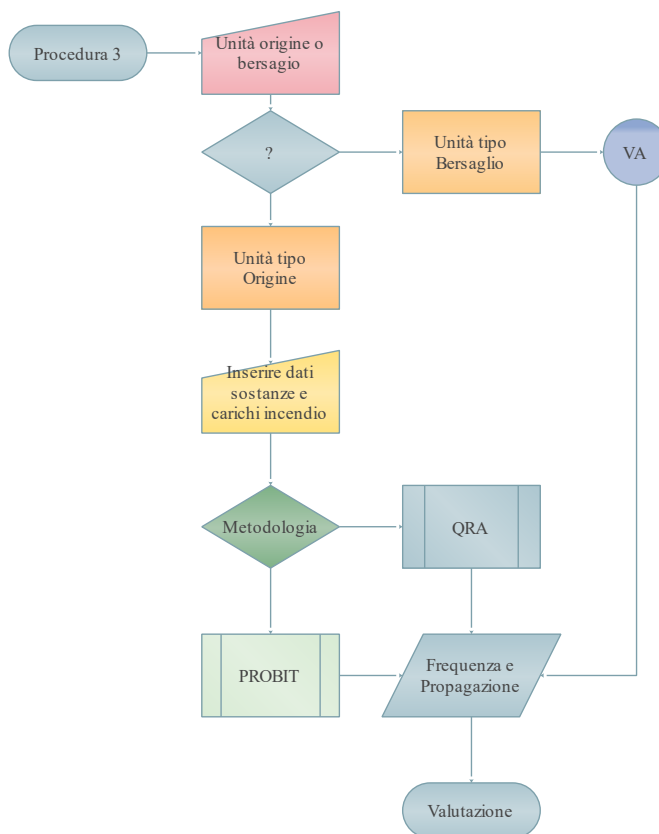 Procedura 3
Unità origine o
bersagio
?
Unità tipo
Bersaglio
VA
Unità tipo
Origine
Inserire dati
sostanze e
carichi incendio
Metodologia
QRA
PROBIT
Frequenza e
Propagazione
Valutazione